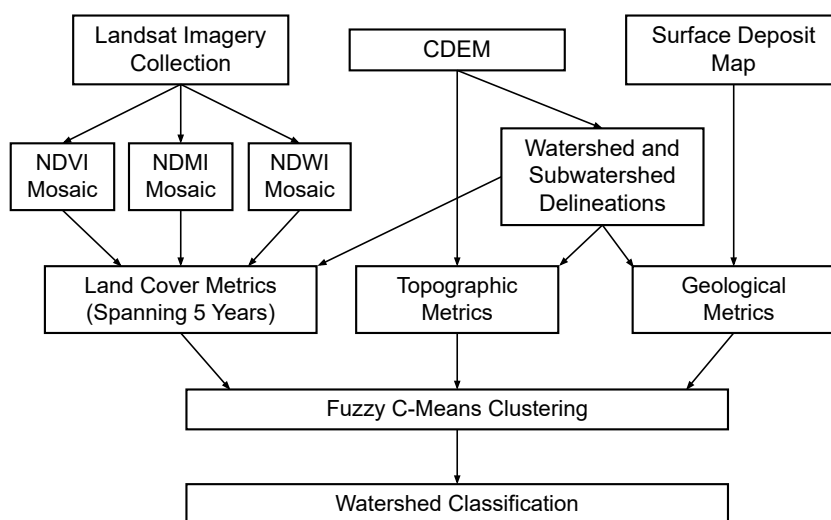 Landsat Imagery
Collection
CDEM
Surface Deposit
Map
NDVI
Mosaic
NDMI
Mosaic
NDWI
Mosaic
Watershed and
Subwatershed
Delineations
Land Cover Metrics
(Spanning 5 Years)
Topographic
Metrics
Geological
Metrics
Fuzzy C-Means Clustering
Watershed Classification